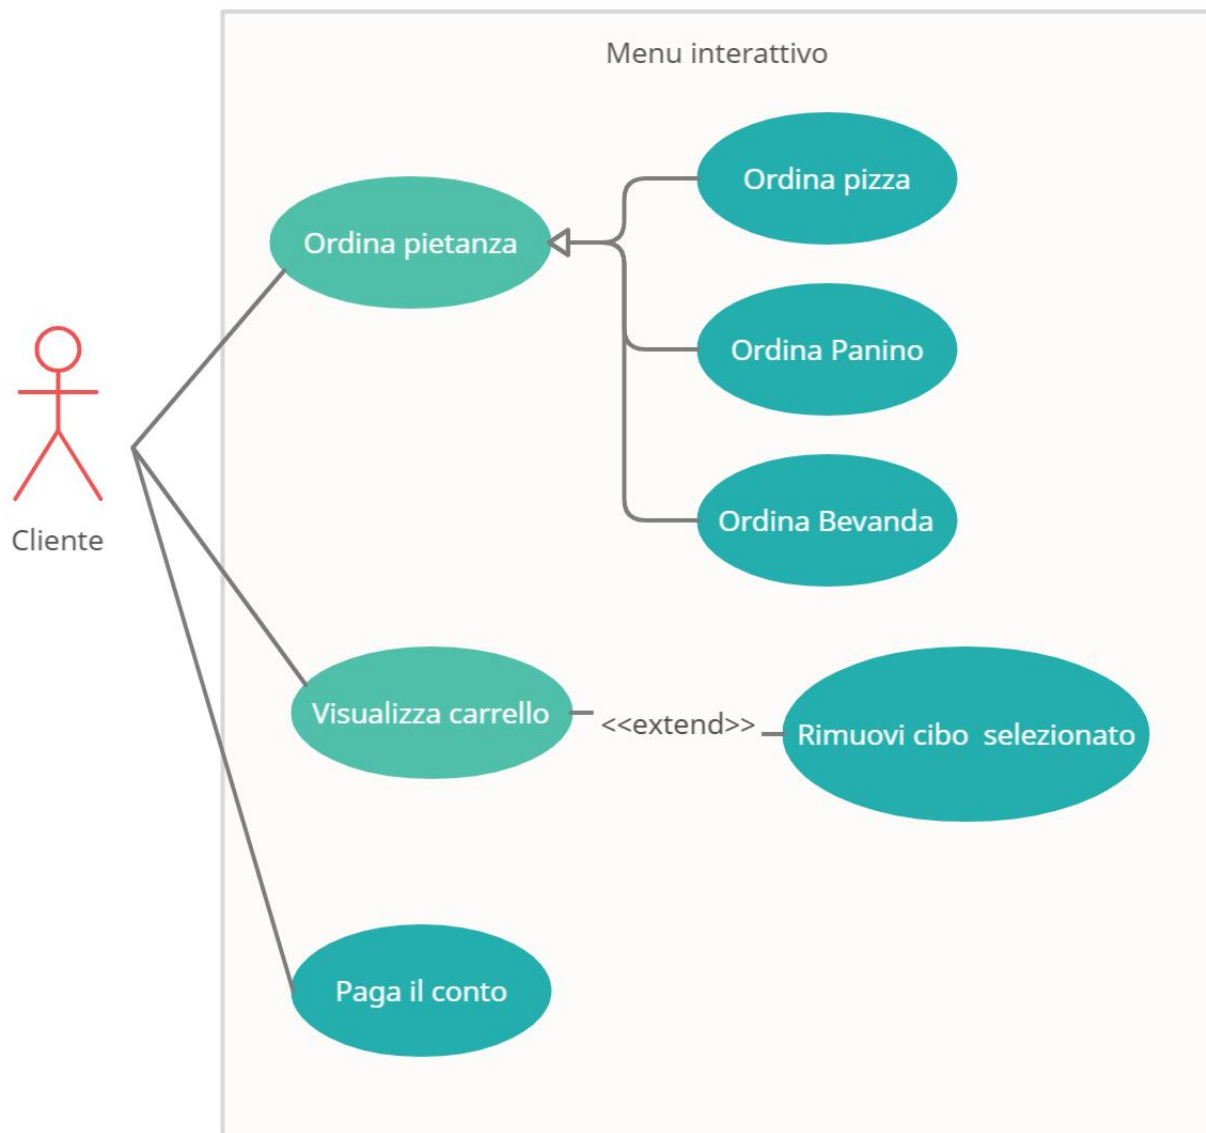 Menu interattivo
Ordina pizza
Ordina pietanza
Ordina Panino
Ordina Bevanda
Cliente
Visualizza carrello
<<extend>>
Rimuovi cibo  selezionato
Paga il conto